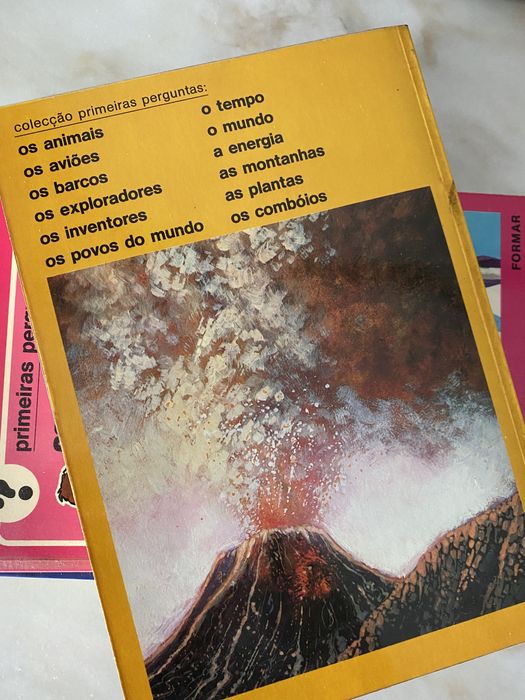 colecção primeiras perguntas:
os animais
os aviões
os barcos
os exploradores
os inventores
os povos do mundo
o tempo
o mundo
a energia
as montanhas
as plantas
os combóios
FORMAR
primeiras
?